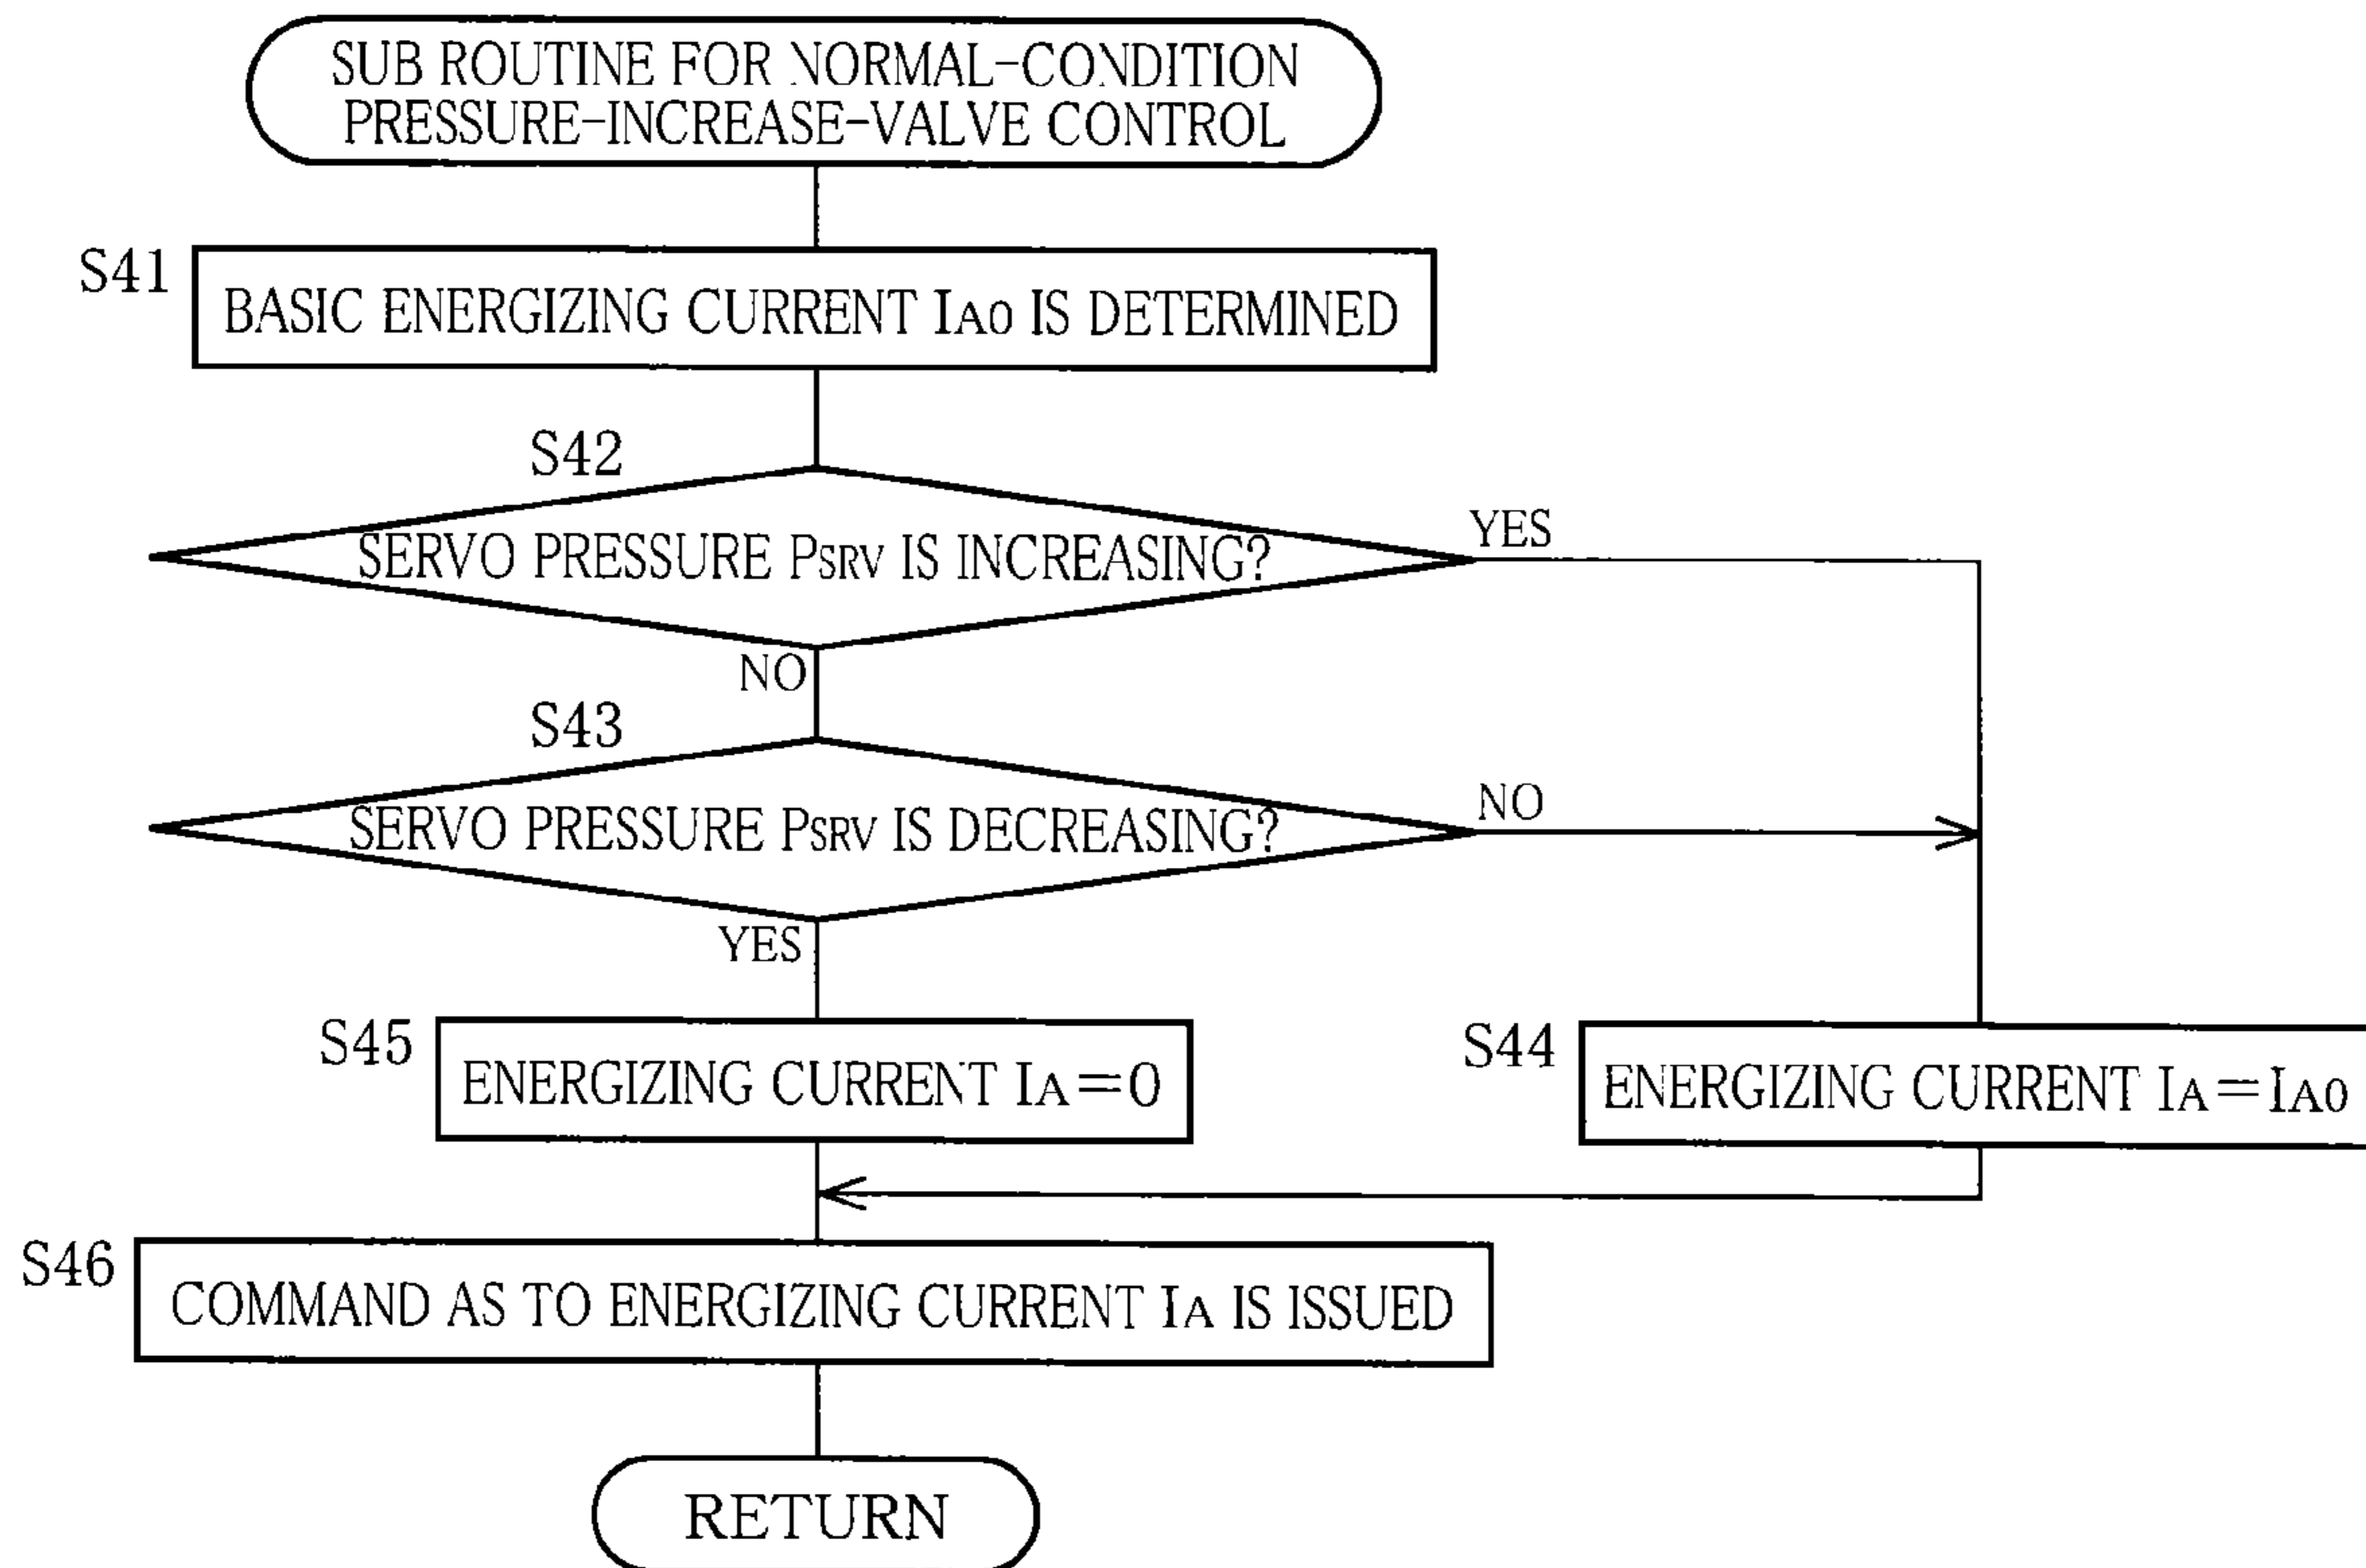 SUB ROUTINE FOR NORMAL-CONDITION
PRESSURE-INCREASE-VALVE CONTROL
S41
BASIC ENERGIZING CURRENT IA0 IS DETERMINED
S42
SERVO PRESSURE PSRV IS INCREASING?
YES
NO
S43
SERVO PRESSURE PSRV IS DECREASING?
NO
YES
S45
ENERGIZING CURRENT IA=0
S44
ENERGIZING CURRENT IA=IA0
S46
COMMAND AS TO ENERGIZING CURRENT IA IS ISSUED
RETURN